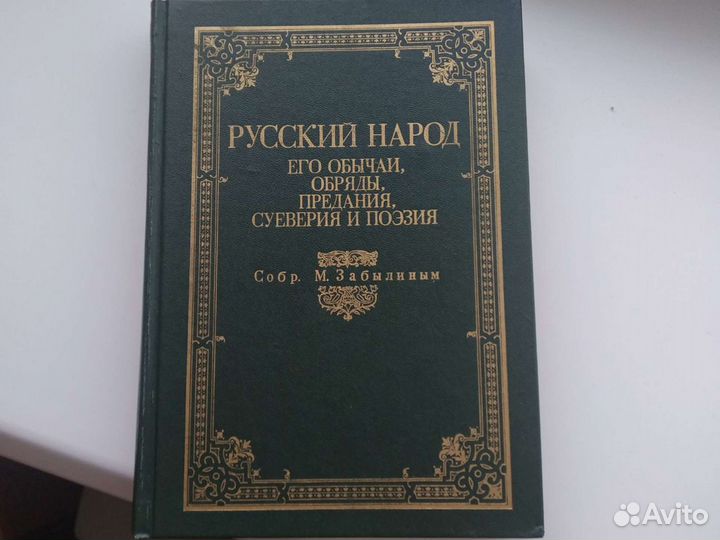 РУССКИЙ НАРОД
ЕГО ОБЫЧАИ,
ОБРЯДЫ,
ПРЕДАНИЯ,
СУЕВЕРИЯ И ПОЭЗИЯ
Собр. М. Забылиным
Avito